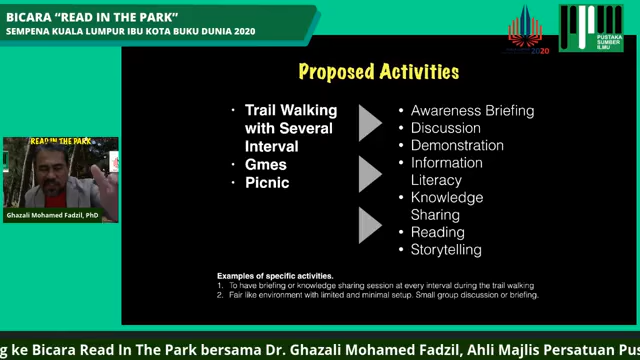 BICARA “READ IN THE PARK”
SEMPENA KUALA LUMPUR IBU KOTA BUKU DUNIA 2020
2020
PUSTAKA
SUMBER
ILMU
Proposed Activities
· Trail Walking
with Several
Interval
· Gmes
· Picnic
• Awareness Briefing
• Discussion
• Demonstration
• Information
Literacy
• Knowledge
Sharing
• Reading
• Storytelling
READ IN THE PARK
Ghazali Mohamed Fadzil, PhD
Examples of specific activities.
1. To have briefing or knowledge sharing session at every interval during the trail walking
2. Fair like environment with limited and minimal setup. Small group discussion or briefing.
g ke Bicara Read In The Park bersama Dr. Ghazali Mohamed Fadzil, Ahli Majlis Persatuan Pus